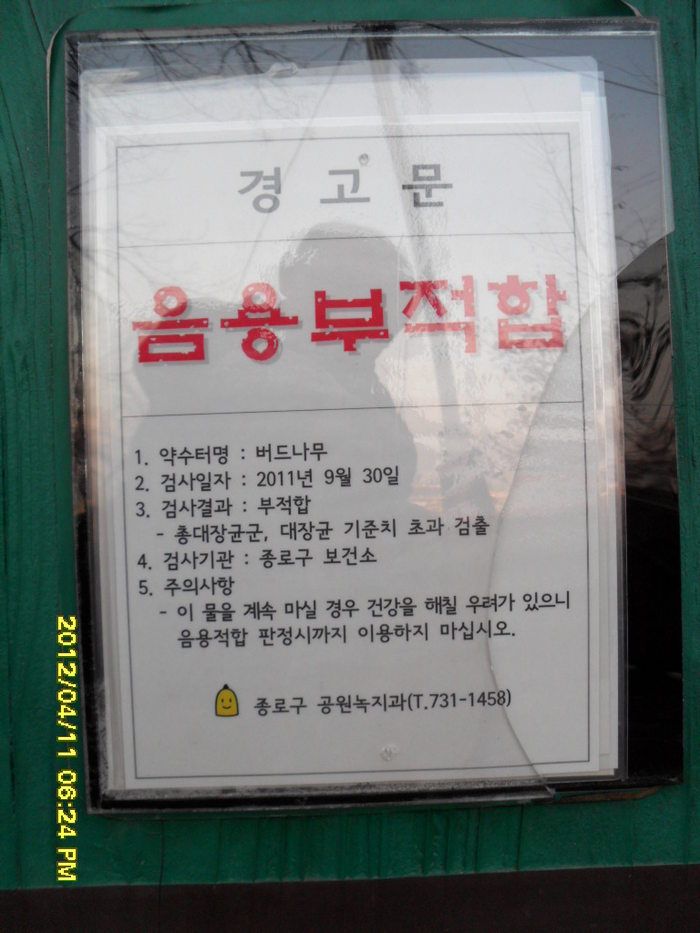 경 고 문
음용부적합
1. 약수터명 : 버드나무
2. 검사일자 : 2011년 9월 30일
3. 검사결과 : 부적합
- 총대장균군, 대장균 기준치 초과 검출
4. 검사기관 : 종로구 보건소
5. 주의사항
- 이 물을 계속 마실 경우 건강을 해칠 우려가 있으니
음용적합 판정시까지 이용하지 마십시오.
종로구 공원녹지과(T.731-1458)
2012/04/11 06:24 PM